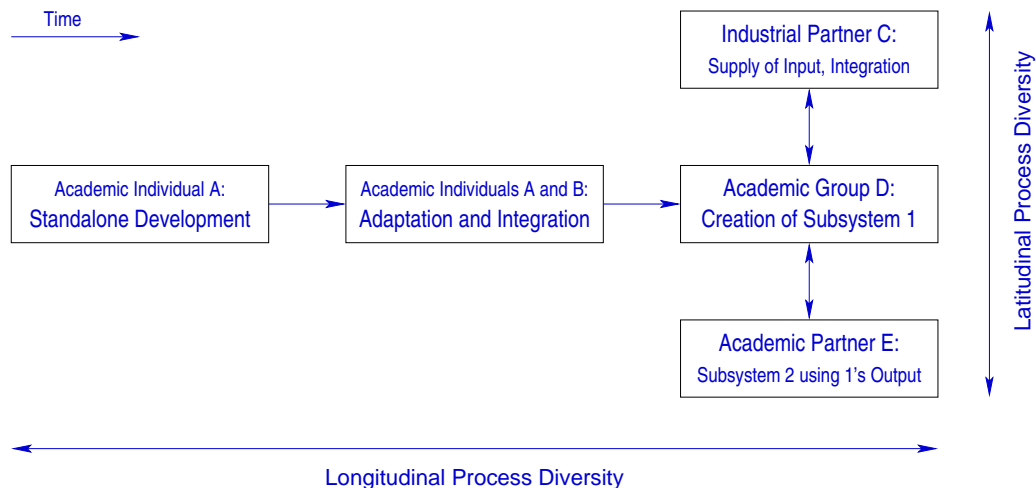 Time
Industrial Partner C:
Supply of Input, Integration
Academic Individual A:
Standalone Development
Academic Individuals A and B:
Adaptation and Integration
Academic Group D:
Creation of Subsystem 1
Academic Partner E:
Subsystem 2 using 1's Output
Latitudinal Process Diversity
Longitudinal Process Diversity